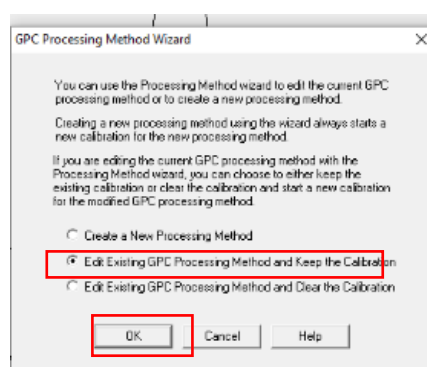 GPC Processing Method Wizard
You can use the Processing Method wizard to edit the current GPC
processing method or to create a new processing method.
Creating a new processing method using the wizard always starts a
new calibration for the new processing method.
If you are editing the current GPC processing method with the
Processing Method wizard, you can choose to either keep the
existing calibration or clear the calibration and start a new calibration
for the modified GPC processing method.
Create a New Processing Method
Edit Existing GPC Processing Method and Keep the Calibration
Edit Existing GPC Processing Method and Clear the Calibration
OK
Cancel
Help